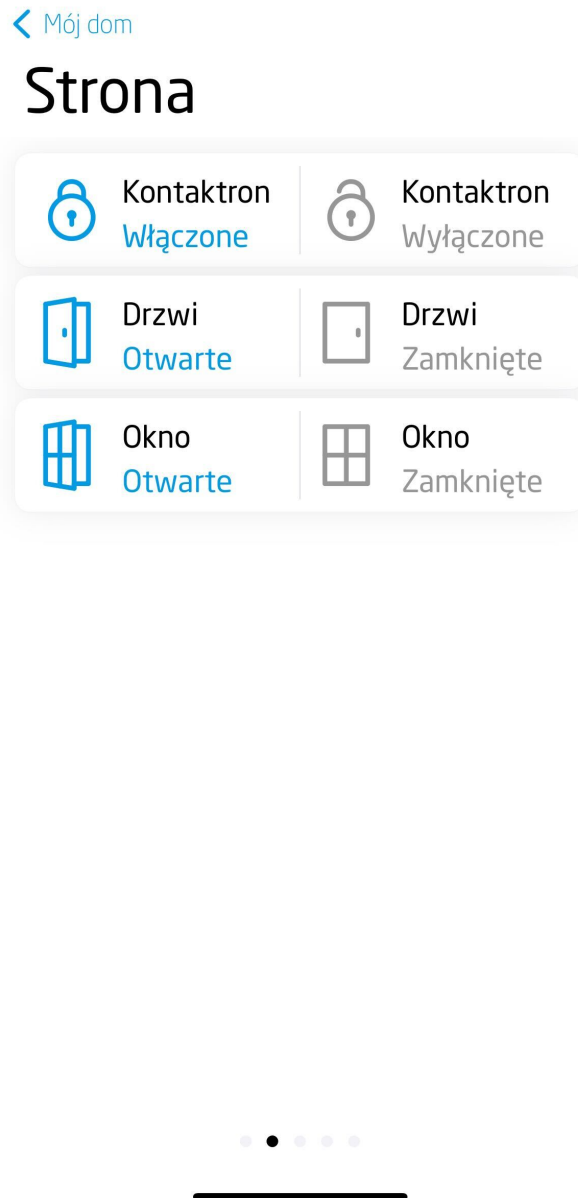 Mój dom
Strona
Kontaktron Kontaktron
Włączone Wyłączone
Drzwi Drzwi
Otwarte Zamknięte
Okno Okno
Otwarte Zamknięte